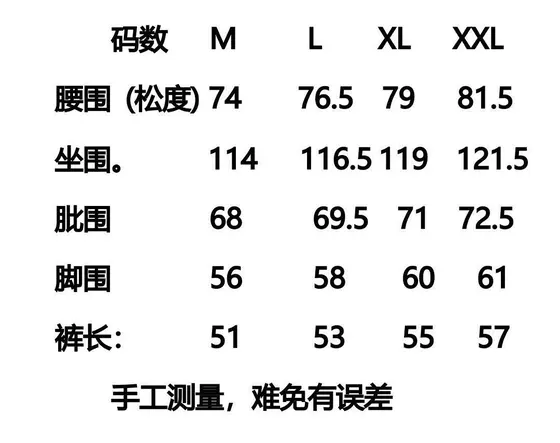 码数 M L XL XXL
腰围 (松度) 74 76.5 79 81.5
坐围。 114 116.5 119 121.5
肶围 68 69.5 71 72.5
脚围 56 58 60 61
裤长: 51 53 55 57
手工测量，难免有误差